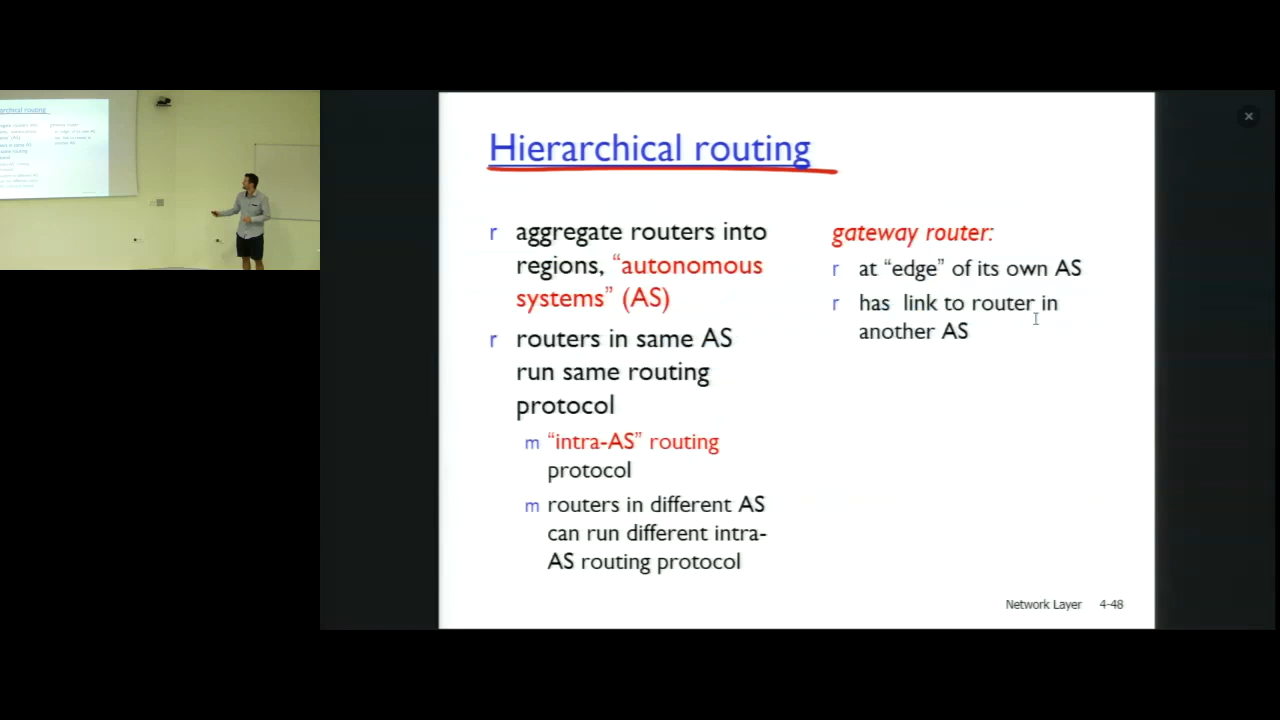 Hierarchical routing
r aggregate routers into
regions, “autonomous
systems” (AS)
r routers in same AS
run same routing
protocol
m “intra-AS” routing
protocol
m routers in different AS
can run different intra-
AS routing protocol
gateway router:
r at “edge” of its own AS
r has link to router in
another AS
Network Layer 4-48